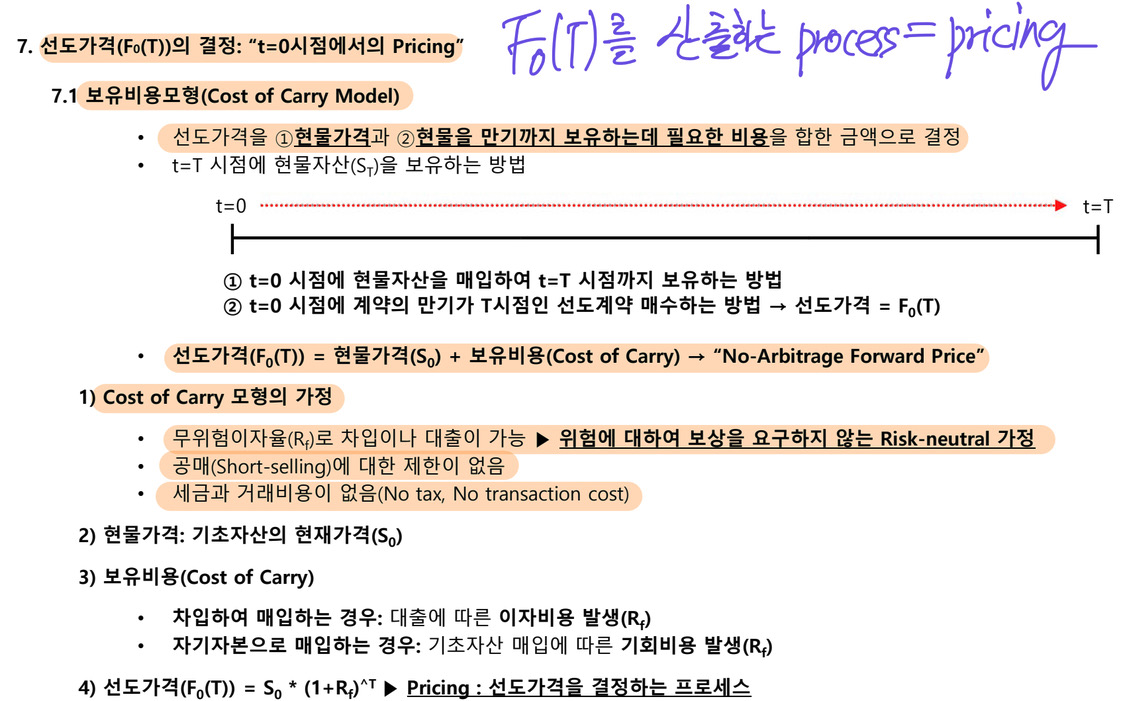 7. 선도가격(F₀(T))의 결정: “t=0시점에서의 Pricing”
F₀(T)를 산출하는 process = pricing
7.1 보유비용모형(Cost of Carry Model)
• 선도가격을 ①현물가격과 ②현물을 만기까지 보유하는데 필요한 비용을 합한 금액으로 결정
• t=T 시점에 현물자산(S_T)을 보유하는 방법
t=0 t=T
① t=0 시점에 현물자산을 매입하여 t=T 시점까지 보유하는 방법
② t=0 시점에 계약의 만기가 T시점인 선도계약 매수하는 방법 → 선도가격 = F₀(T)
• 선도가격(F₀(T)) = 현물가격(S₀) + 보유비용(Cost of Carry) → “No-Arbitrage Forward Price”
1) Cost of Carry 모형의 가정
• 무위험이자율(R_f)로 차입이나 대출이 가능 ▶ 위험에 대하여 보상을 요구하지 않는 Risk-neutral 가정
• 공매(Short-selling)에 대한 제한이 없음
• 세금과 거래비용이 없음(No tax, No transaction cost)
2) 현물가격: 기초자산의 현재가격(S₀)
3) 보유비용(Cost of Carry)
• 차입하여 매입하는 경우: 대출에 따른 이자비용 발생(R_f)
• 자기자본으로 매입하는 경우: 기초자산 매입에 따른 기회비용 발생(R_f)
4) 선도가격(F₀(T)) = S₀ * (1+R_f)^T ▶ Pricing : 선도가격을 결정하는 프로세스